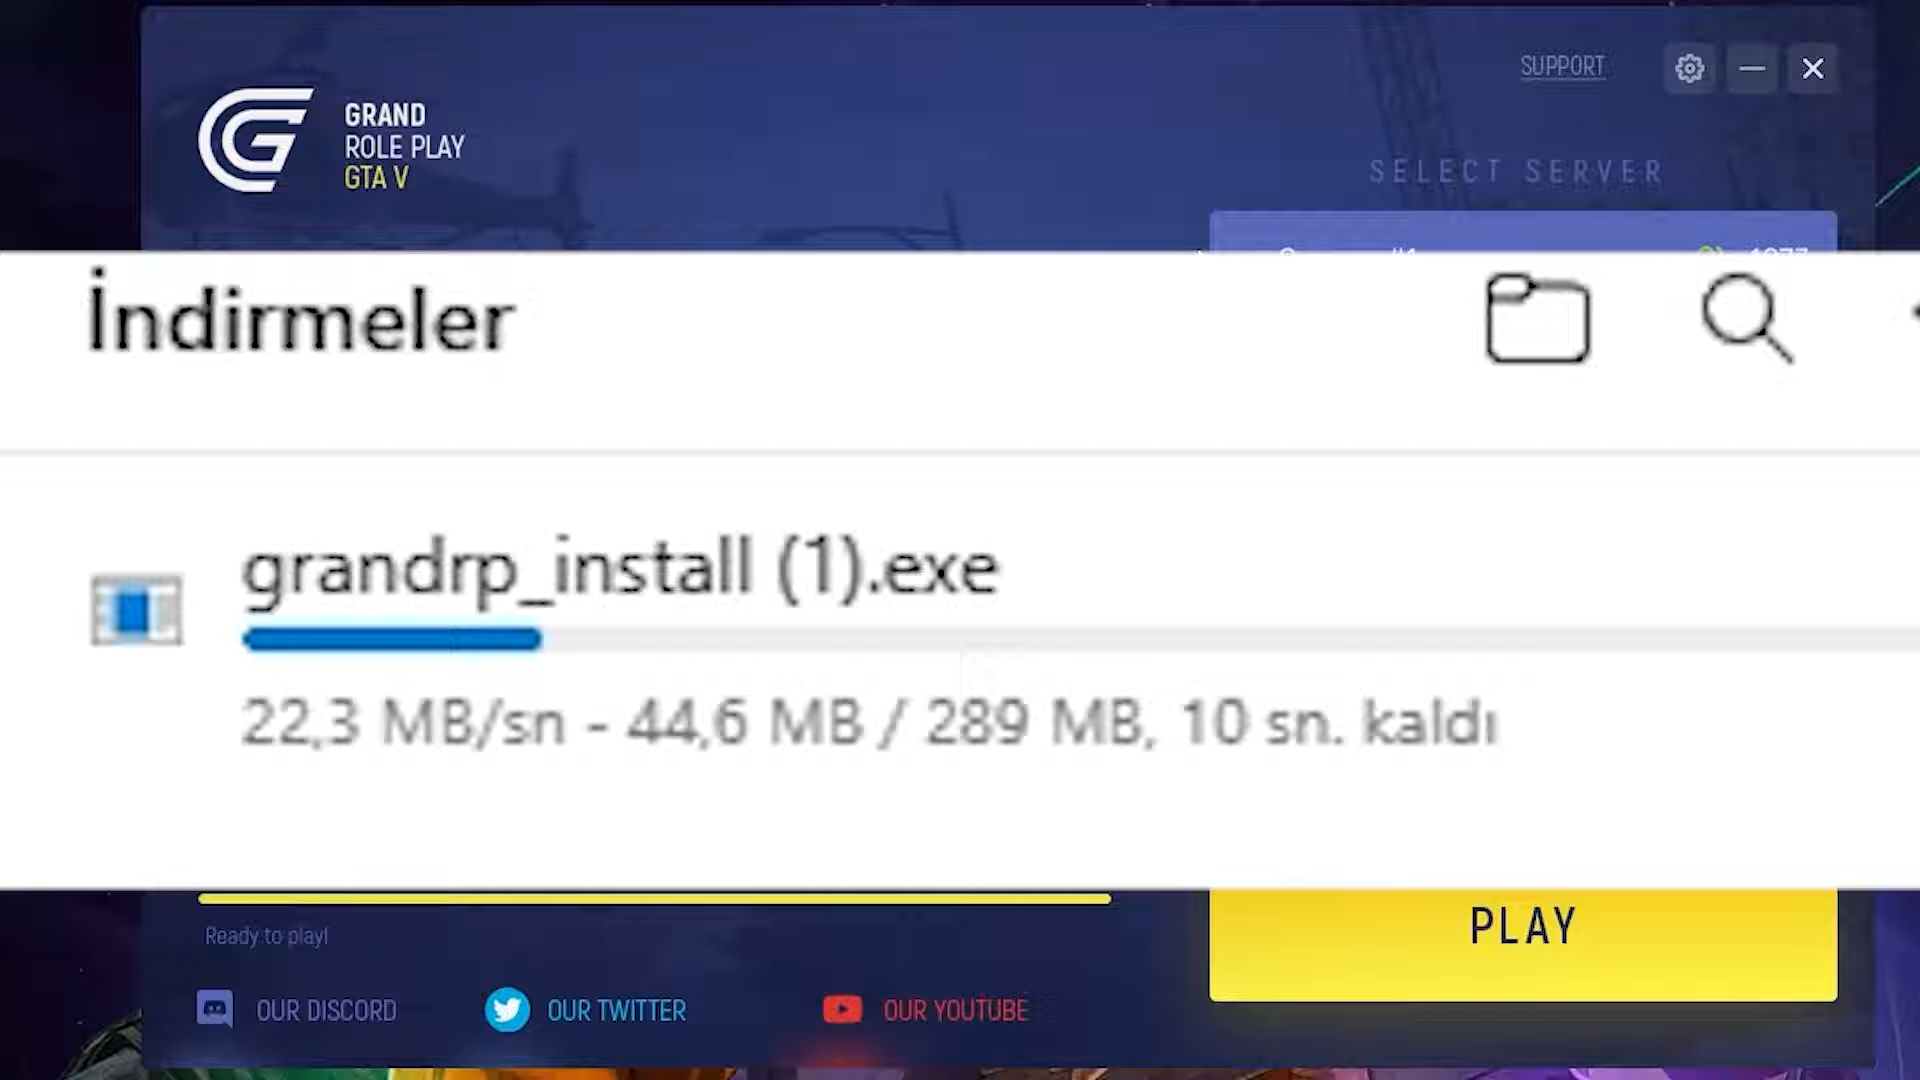 SUPPORT
GRAND
ROLE PLAY
GTA V
SELECT SERVER
İndirmeler
grandrp_install (1).exe
22,3 MB/sn - 44,6 MB / 289 MB, 10 sn. kaldı
PLAY
Ready to play!
OUR DISCORD
OUR TWITTER
OUR YOUTUBE